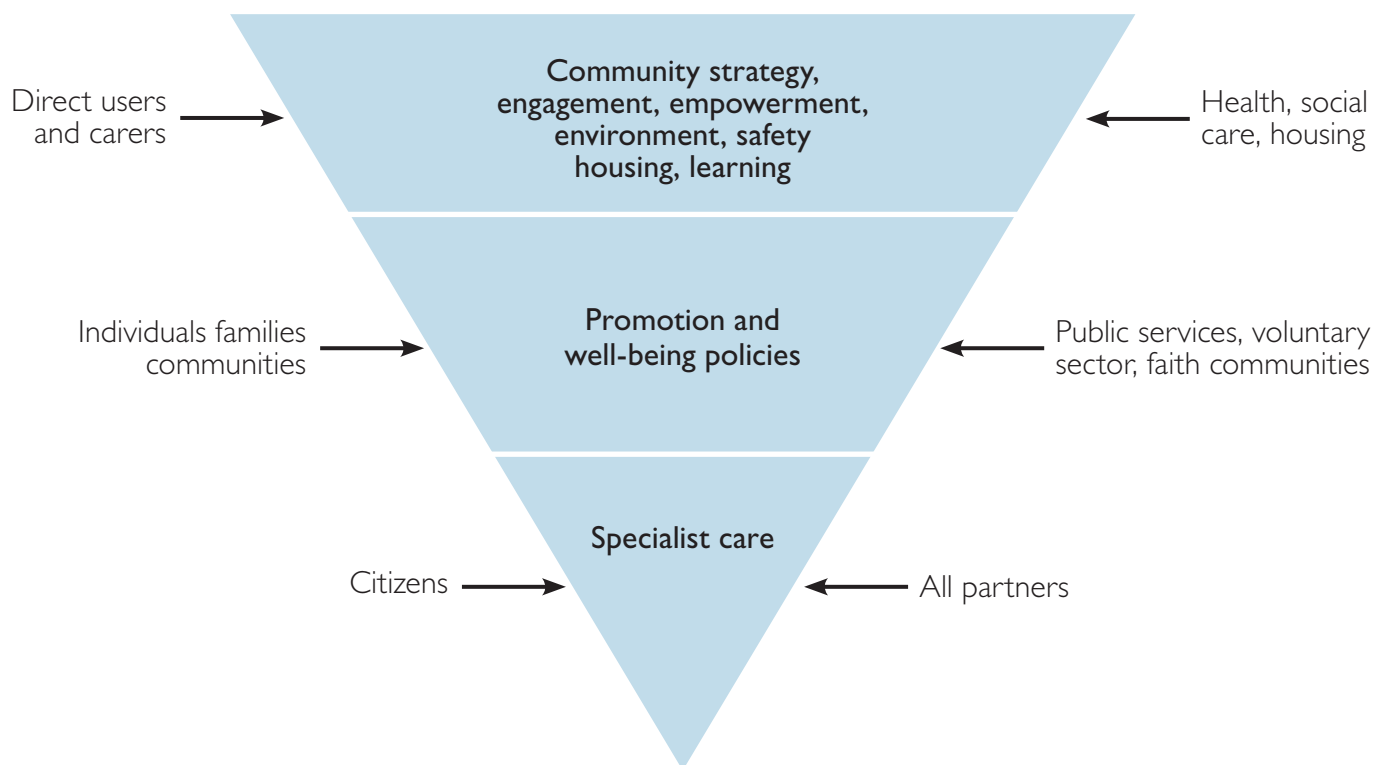 Community strategy,
engagement, empowerment,
environment, safety
housing, learning
Direct users
and carers
Health, social
care, housing
Promotion and
well-being policies
Individuals families
communities
Public services, voluntary
sector, faith communities
Specialist care
Citizens
All partners